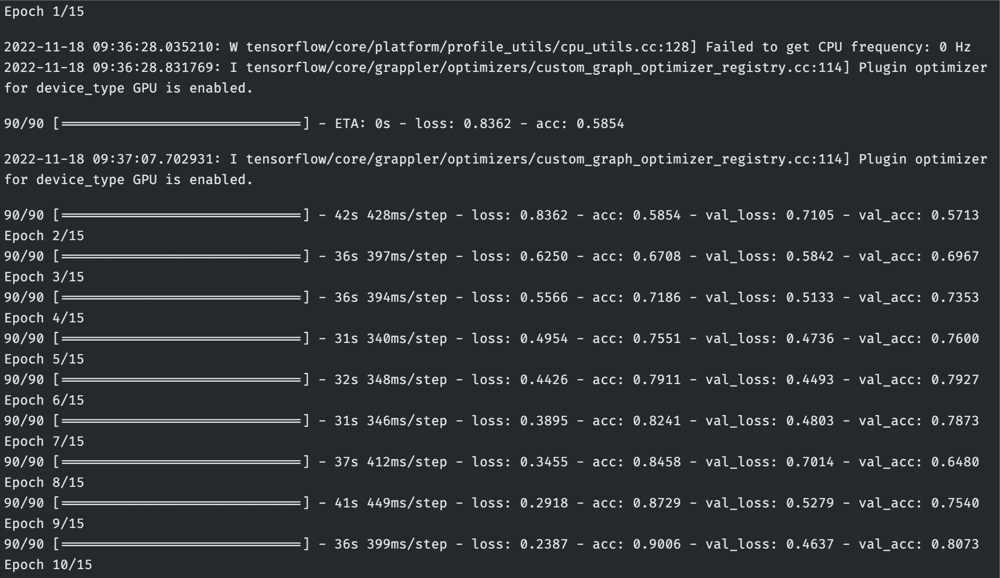 Epoch 1/15
2022-11-18 09:36:28.035210: W tensorflow/core/platform/profile_utils/cpu_utils.cc:128] Failed to get CPU frequency: 0 Hz
2022-11-18 09:36:28.831769: I tensorflow/core/grappler/optimizers/custom_graph_optimizer_registry.cc:114] Plugin optimizer
for device_type GPU is enabled.
90/90 [==============================] - ETA: 0s - loss: 0.8362 - acc: 0.5854
2022-11-18 09:37:07.702931: I tensorflow/core/grappler/optimizers/custom_graph_optimizer_registry.cc:114] Plugin optimizer
for device_type GPU is enabled.
90/90 [==============================] - 42s 428ms/step - loss: 0.8362 - acc: 0.5854 - val_loss: 0.7105 - val_acc: 0.5713
Epoch 2/15
90/90 [==============================] - 36s 397ms/step - loss: 0.6250 - acc: 0.6708 - val_loss: 0.5842 - val_acc: 0.6967
Epoch 3/15
90/90 [==============================] - 36s 394ms/step - loss: 0.5566 - acc: 0.7186 - val_loss: 0.5133 - val_acc: 0.7353
Epoch 4/15
90/90 [==============================] - 31s 340ms/step - loss: 0.4954 - acc: 0.7551 - val_loss: 0.4736 - val_acc: 0.7600
Epoch 5/15
90/90 [==============================] - 32s 348ms/step - loss: 0.4426 - acc: 0.7911 - val_loss: 0.4493 - val_acc: 0.7927
Epoch 6/15
90/90 [==============================] - 31s 346ms/step - loss: 0.3895 - acc: 0.8241 - val_loss: 0.4803 - val_acc: 0.7873
Epoch 7/15
90/90 [==============================] - 37s 412ms/step - loss: 0.3455 - acc: 0.8458 - val_loss: 0.7014 - val_acc: 0.6480
Epoch 8/15
90/90 [==============================] - 41s 449ms/step - loss: 0.2918 - acc: 0.8729 - val_loss: 0.5279 - val_acc: 0.7540
Epoch 9/15
90/90 [==============================] - 36s 399ms/step - loss: 0.2387 - acc: 0.9006 - val_loss: 0.4637 - val_acc: 0.8073
Epoch 10/15